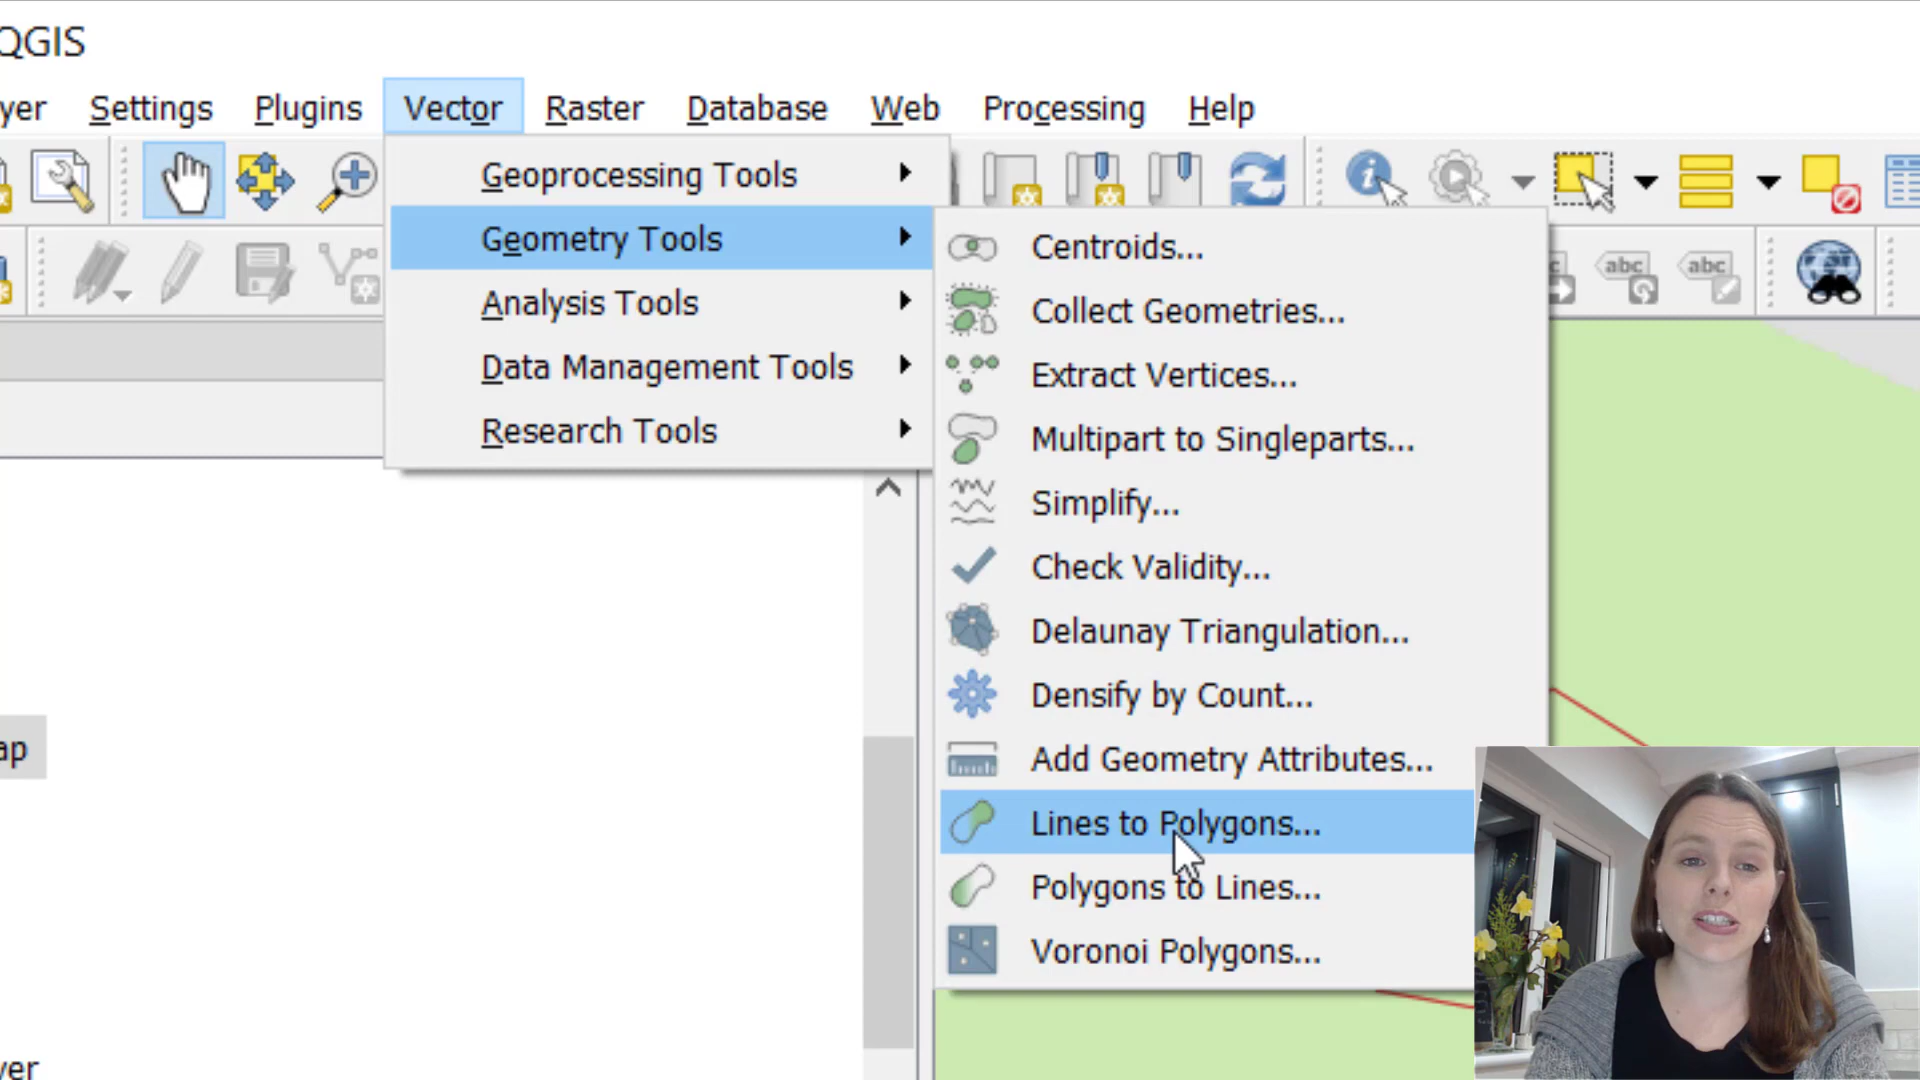 QGIS
yer Settings Plugins Vector Raster Database Web Processing Help
Geoprocessing Tools
Geometry Tools
Analysis Tools
Data Management Tools
Research Tools
Centroids...
Collect Geometries...
Extract Vertices...
Multipart to Singleparts...
Simplify...
Check Validity...
Delaunay Triangulation...
Densify by Count...
Add Geometry Attributes...
Lines to Polygons...
Polygons to Lines...
Voronoi Polygons...
abc abc
ap
yer